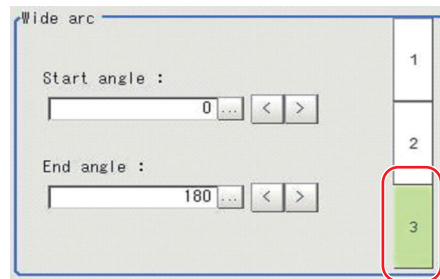 Wide arc
1
Start angle :
0 ... < >
2
End angle :
180 ... < >
3